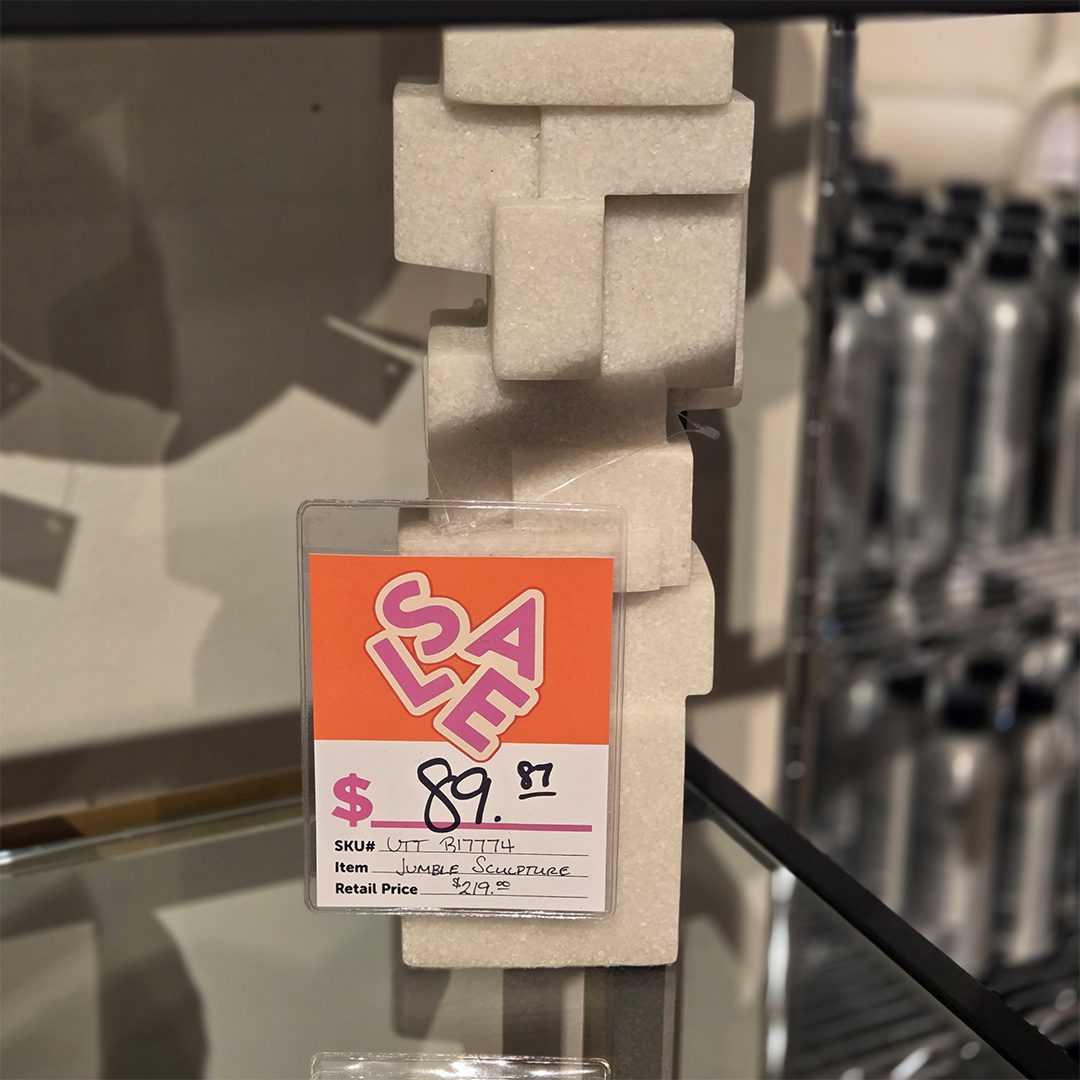 SALE
$ 89.87
SKU# UTT B17774
Item JUMBLE SCULPTURE
Retail Price $219.00